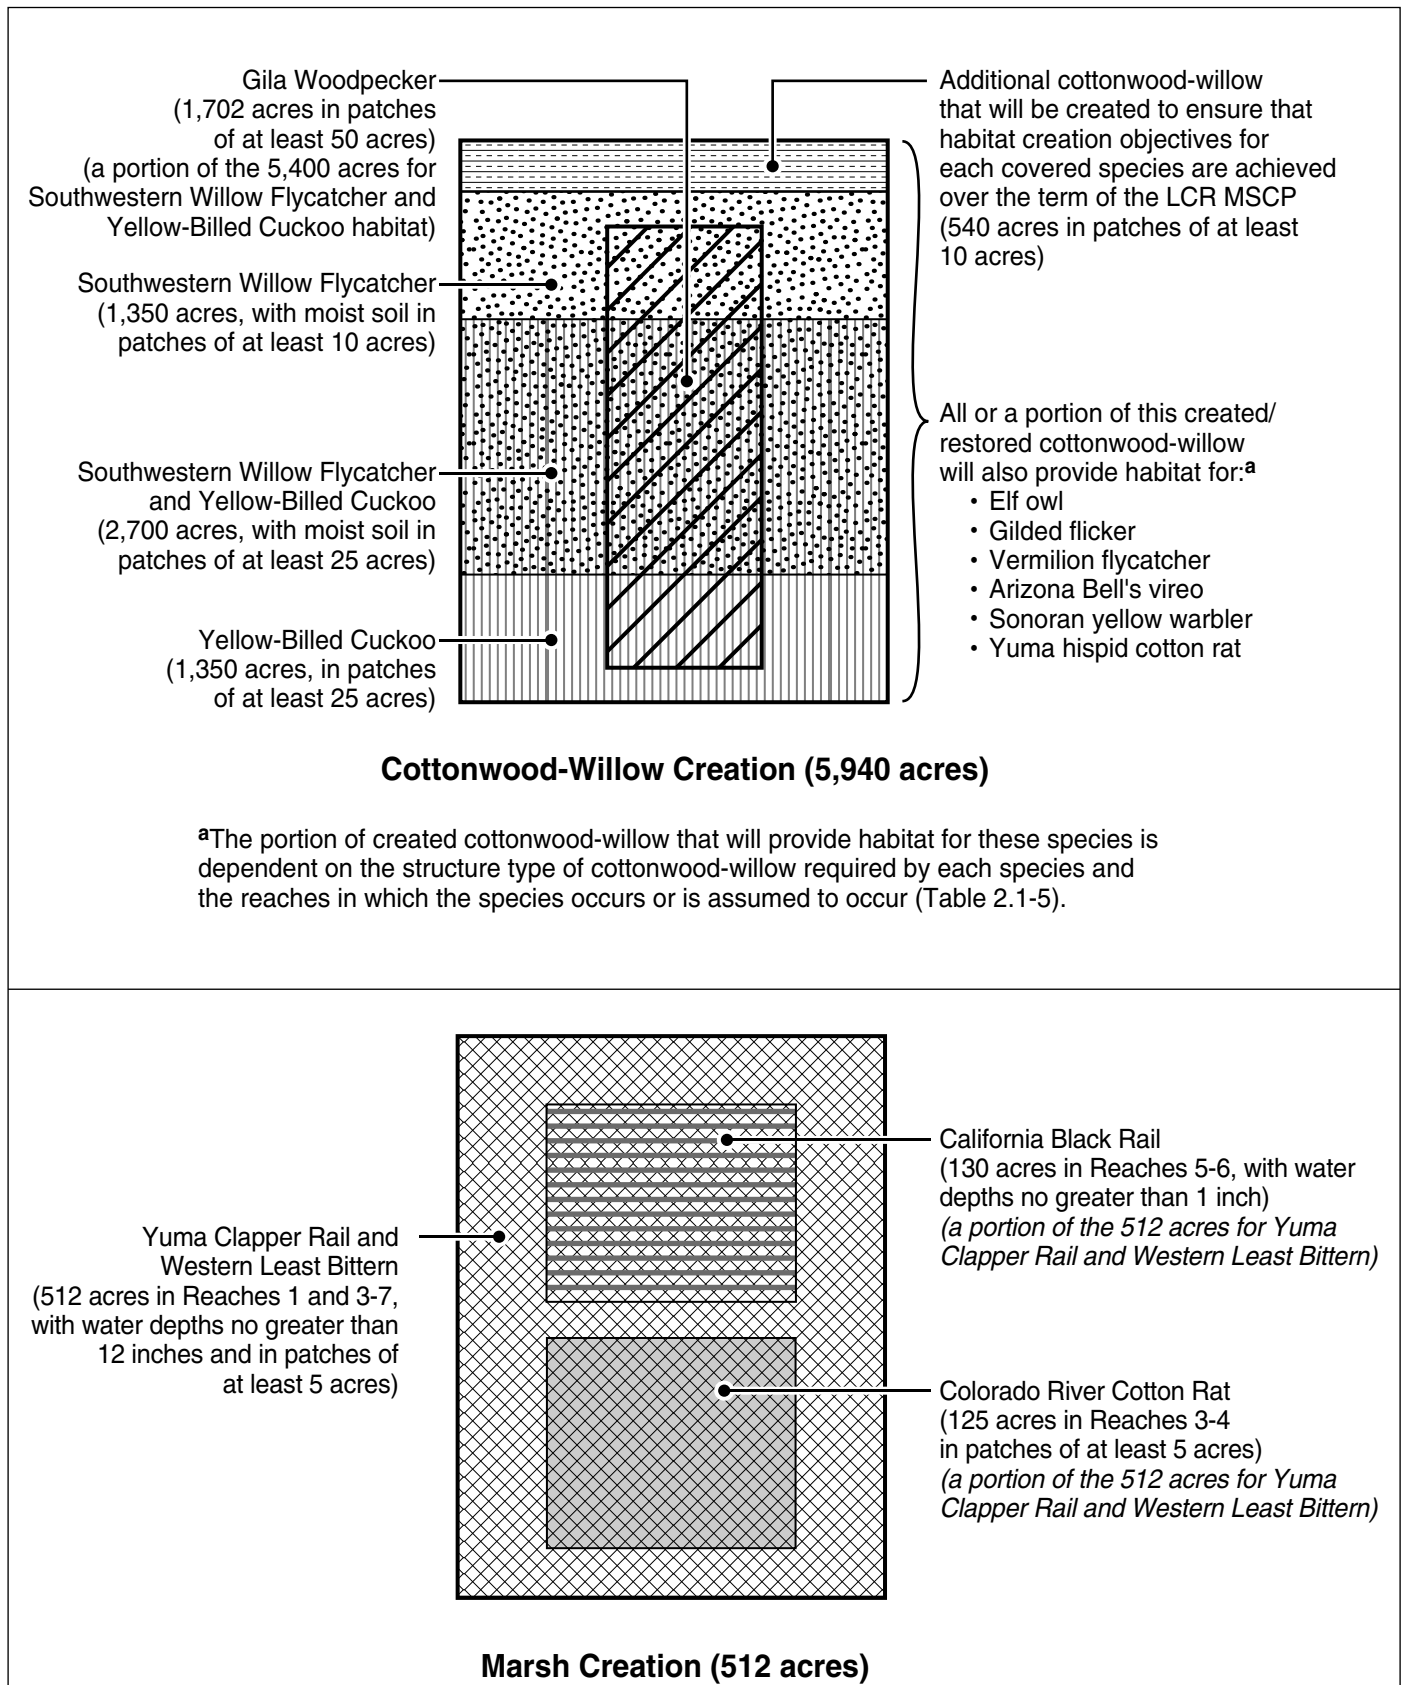 Gila Woodpecker
(1,702 acres in patches
of at least 50 acres)
(a portion of the 5,400 acres for
Southwestern Willow Flycatcher and
Yellow-Billed Cuckoo habitat)
Southwestern Willow Flycatcher
(1,350 acres, with moist soil in
patches of at least 10 acres)
Southwestern Willow Flycatcher
and Yellow-Billed Cuckoo
(2,700 acres, with moist soil in
patches of at least 25 acres)
Yellow-Billed Cuckoo
(1,350 acres, in patches
of at least 25 acres)
Additional cottonwood-willow
that will be created to ensure that
habitat creation objectives for
each covered species are achieved
over the term of the LCR MSCP
(540 acres in patches of at least
10 acres)
All or a portion of this created/
restored cottonwood-willow
will also provide habitat for:a
• Elf owl
• Gilded flicker
• Vermilion flycatcher
• Arizona Bell's vireo
• Sonoran yellow warbler
• Yuma hispid cotton rat
Cottonwood-Willow Creation (5,940 acres)
aThe portion of created cottonwood-willow that will provide habitat for these species is
dependent on the structure type of cottonwood-willow required by each species and
the reaches in which the species occurs or is assumed to occur (Table 2.1-5).
Yuma Clapper Rail and
Western Least Bittern
(512 acres in Reaches 1 and 3-7,
with water depths no greater than
12 inches and in patches of
at least 5 acres)
California Black Rail
(130 acres in Reaches 5-6, with water
depths no greater than 1 inch)
(a portion of the 512 acres for Yuma
Clapper Rail and Western Least Bittern)
Colorado River Cotton Rat
(125 acres in Reaches 3-4
in patches of at least 5 acres)
(a portion of the 512 acres for Yuma
Clapper Rail and Western Least Bittern)
Marsh Creation (512 acres)